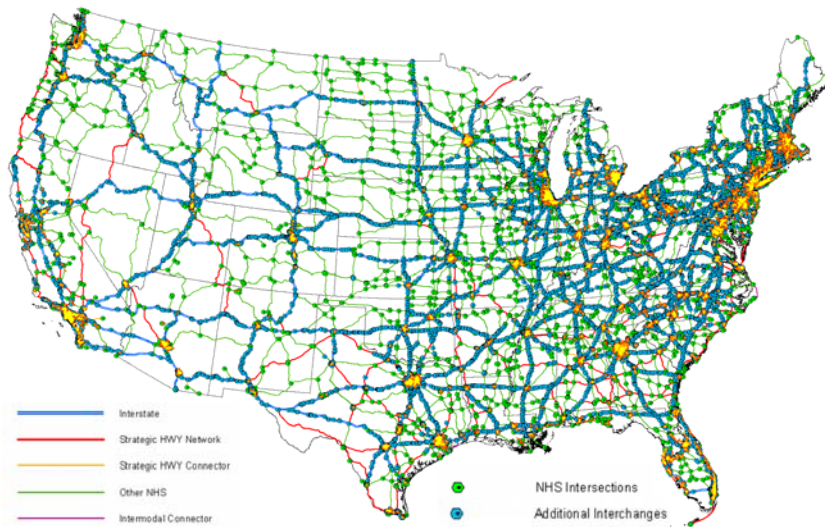 Interstate
Strategic HWY Network
Strategic HWY Connector
Other NHS
Intermodal Connector
NHS Intersections
Additional Interchanges